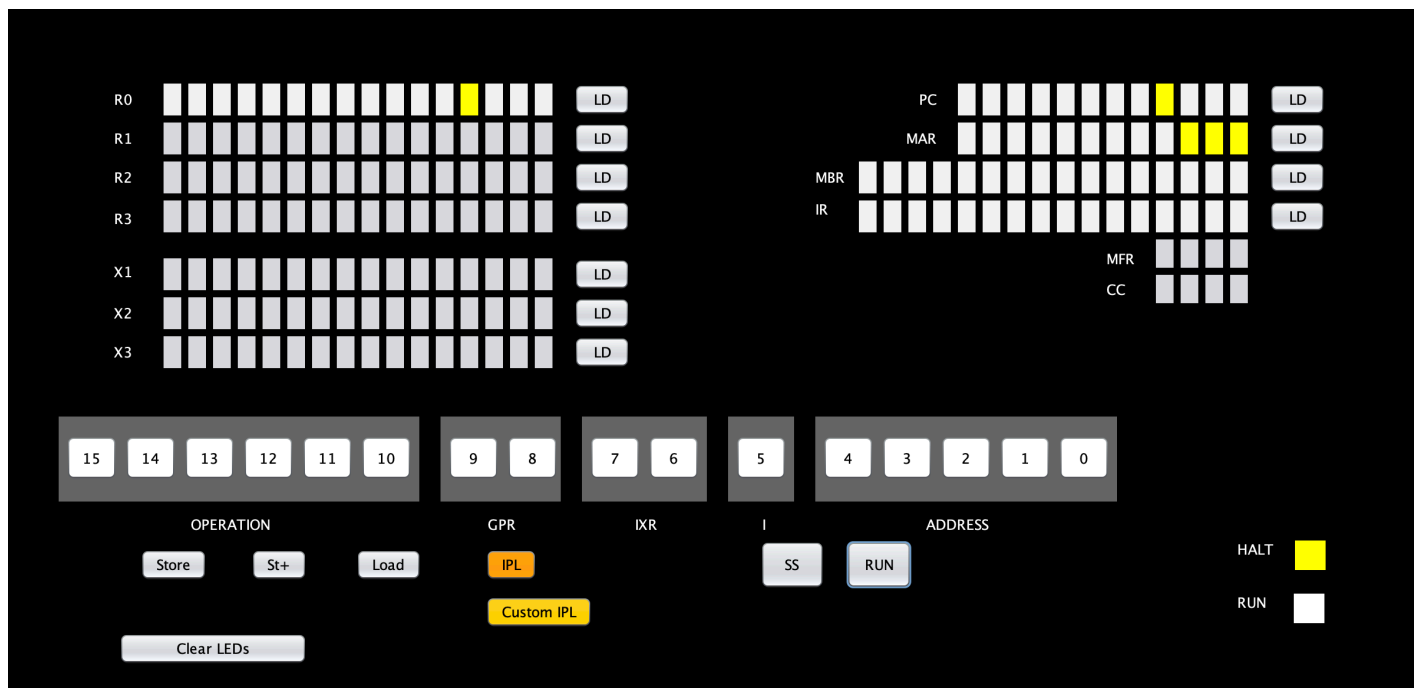 R0 LD PC LD
R1 LD MAR LD
R2 LD MBR LD
R3 LD IR LD
MFR
X1 LD CC
X2 LD
X3 LD
15 14 13 12 11 10 9 8 7 6 5 4 3 2 1 0
OPERATION GPR IXR I ADDRESS
Store St+ Load IPL SS RUN HALT
Custom IPL RUN
Clear LEDs